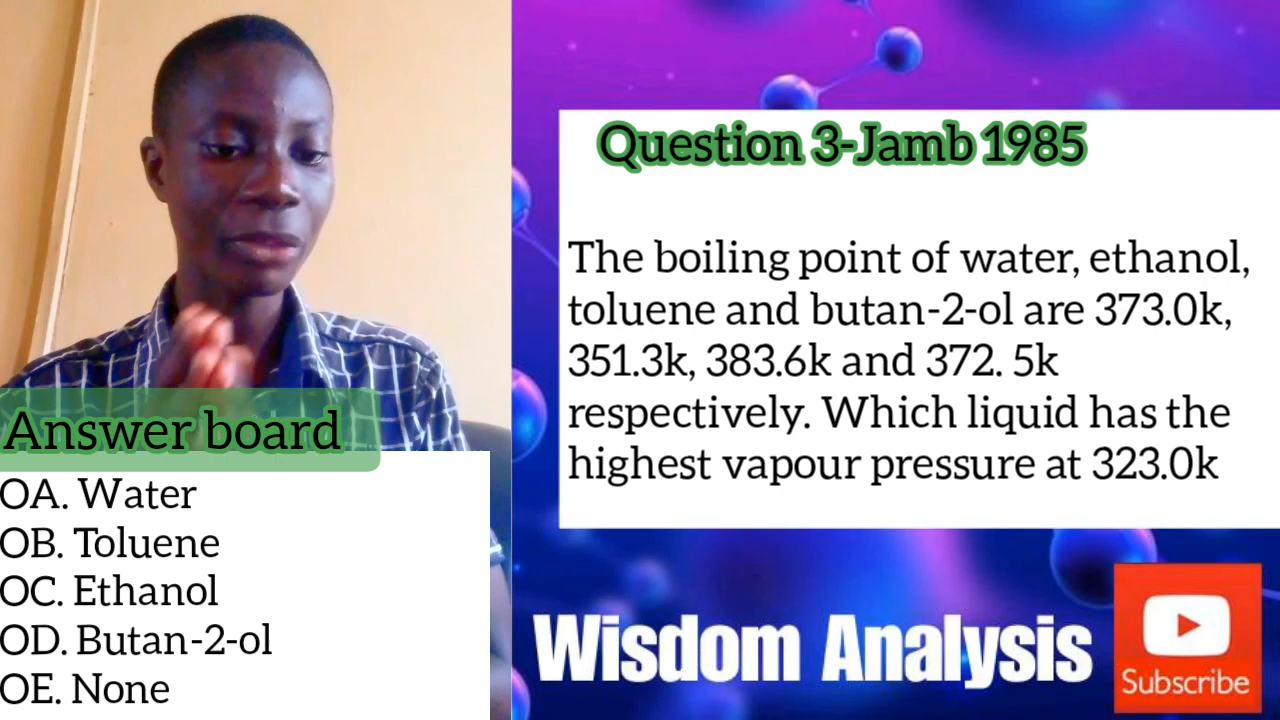 Question 3-Jamb 1985
The boiling point of water, ethanol,
toluene and butan-2-ol are 373.0k,
351.3k, 383.6k and 372. 5k
respectively. Which liquid has the
highest vapour pressure at 323.0k
Answer board
OA. Water
OB. Toluene
OC. Ethanol
OD. Butan-2-ol
OE. None
Wisdom Analysis
Subscribe